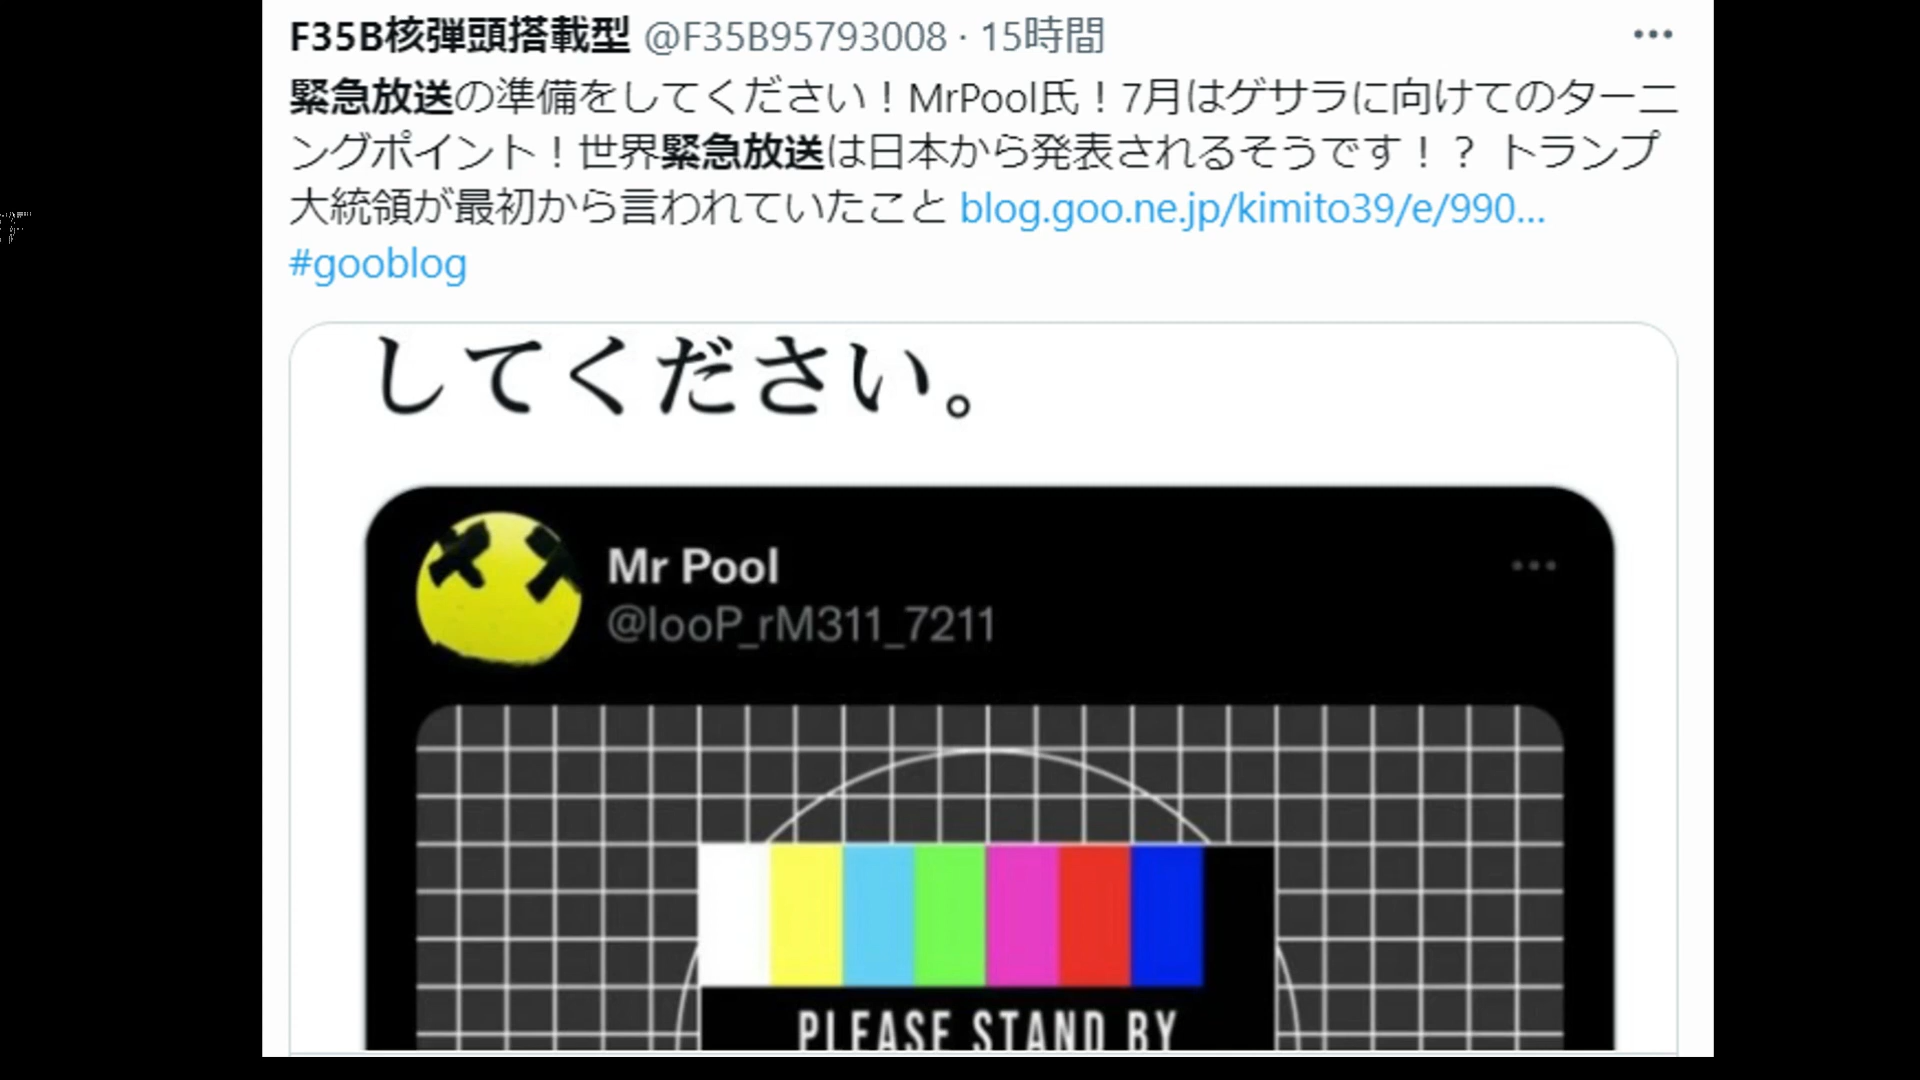 F35B核弾頭搭載型 @F35B95793008 · 15時間
緊急放送の準備をしてください！MrPool氏！7月はゲサラに向けてのターニ
ングポイント！世界緊急放送は日本から発表されるそうです！？ トランプ
大統領が最初から言われていたこと blog.goo.ne.jp/kimito39/e/990...
#gooblog
してください。
Mr Pool
@looP_rM311_7211
PLEASE STAND BY